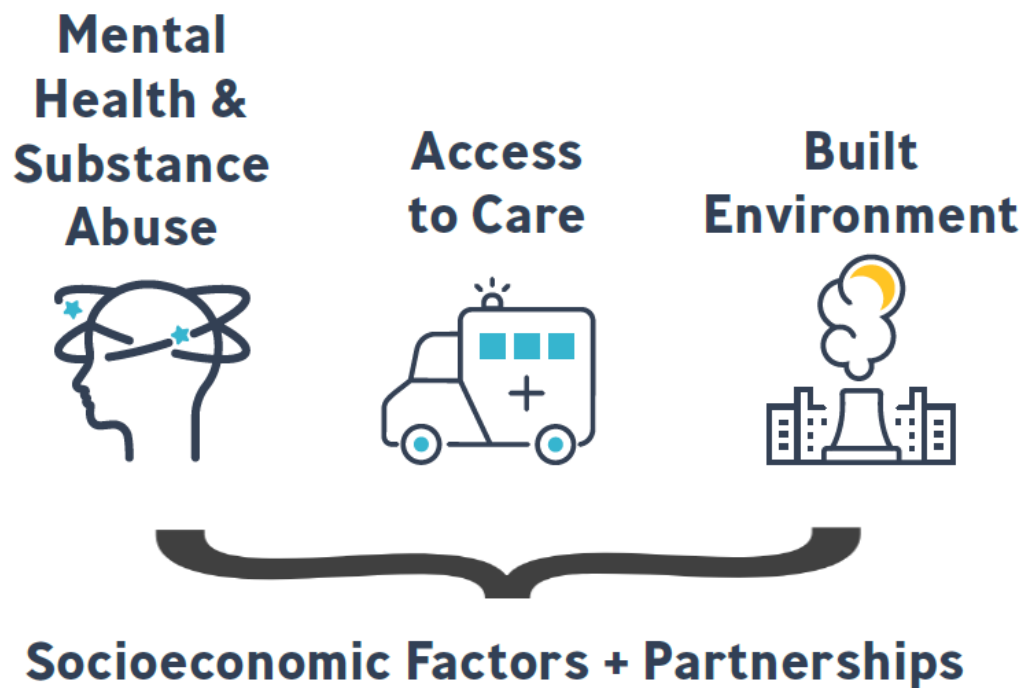 Mental
Health &
Substance
Abuse
Access
to Care
Built
Environment
Socioeconomic Factors + Partnerships